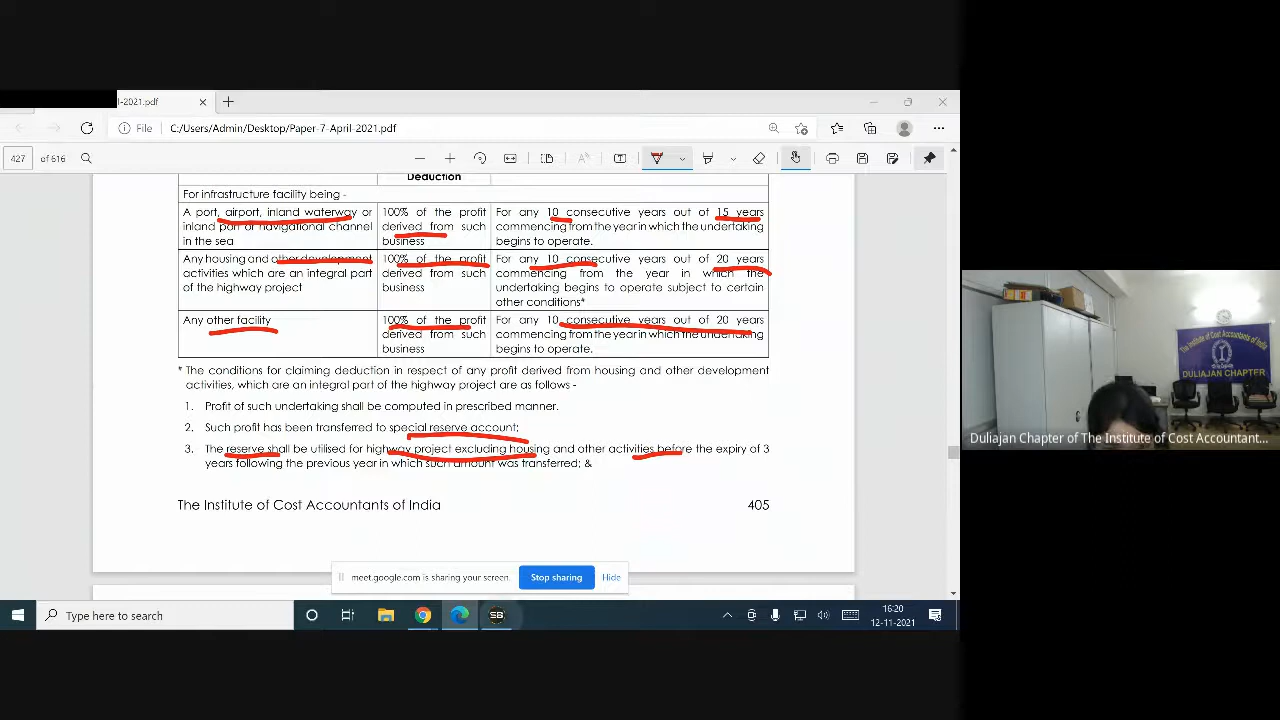 1-2021.pdf
File C:/Users/Admin/Desktop/Paper-7-April-2021.pdf
427 of 616
Deduction
For infrastructure facility being -
A port, airport, inland waterway or inland port or navigational channel in the sea
100% of the profit derived from such business
For any 10 consecutive years out of 15 years commencing from the year in which the undertaking begins to operate.
Any housing and other development activities which are an integral part of the highway project
100% of the profit derived from such business
For any 10 consecutive years out of 20 years commencing from the year in which the undertaking begins to operate subject to certain other conditions*
Any other facility
100% of the profit derived from such business
For any 10 consecutive years out of 20 years commencing from the year in which the undertaking begins to operate.
* The conditions for claiming deduction in respect of any profit derived from housing and other development
activities, which are an integral part of the highway project are as follows -
1. Profit of such undertaking shall be computed in prescribed manner.
2. Such profit has been transferred to special reserve account;
3. The reserve shall be utilised for highway project excluding housing and other activities before the expiry of 3
years following the previous year in which such amount was transferred; &
The Institute of Cost Accountants of India 405
meet.google.com is sharing your screen. Stop sharing Hide
Type here to search
SB
16:20
12-11-2021
The Institute of Cost Accountants of India
DULIAJAN CHAPTER
Duliajan Chapter of The Institute of Cost Accountant...